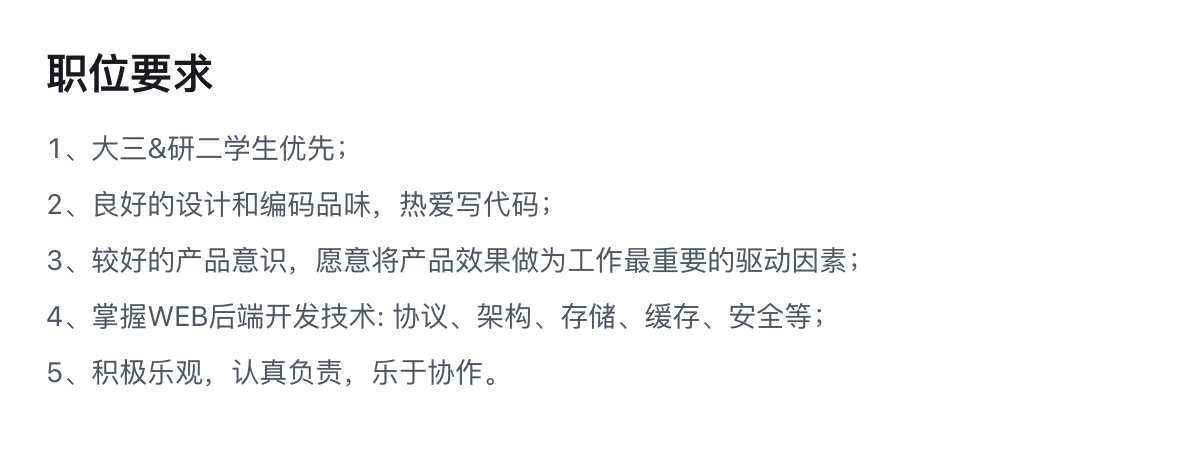 职位要求
1、大三&研二学生优先；
2、良好的设计和编码品味，热爱写代码；
3、较好的产品意识，愿意将产品效果做为工作最重要的驱动因素；
4、掌握WEB后端开发技术: 协议、架构、存储、缓存、安全等；
5、积极乐观，认真负责，乐于协作。